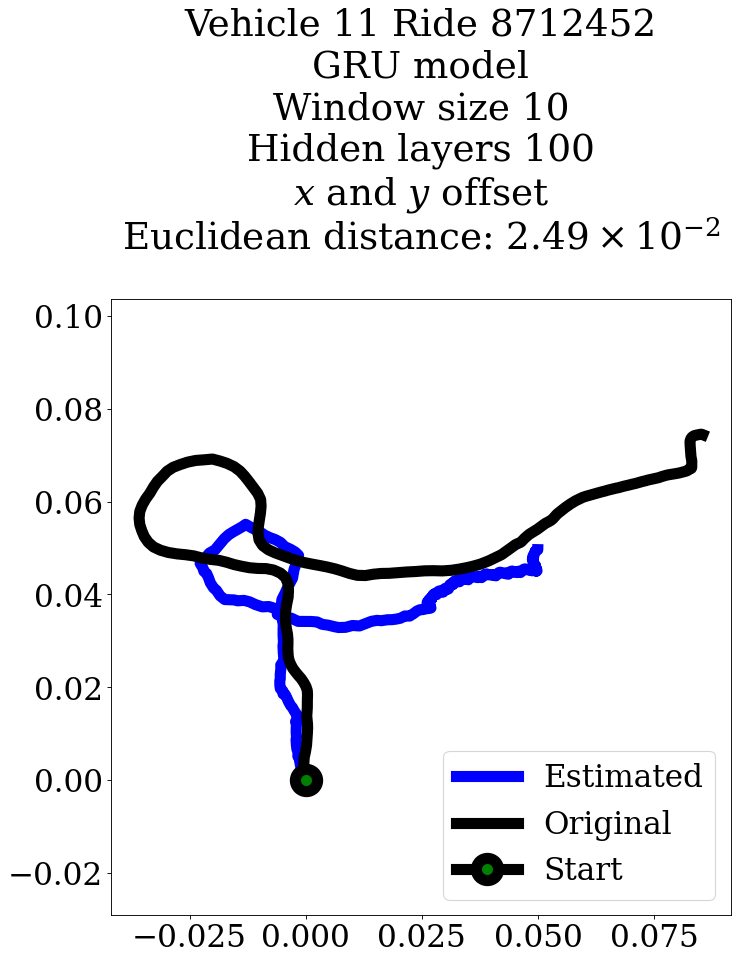 Vehicle 11 Ride 8712452
GRU model
Window size 10
Hidden layers 100
x and y offset
Euclidean distance: 2.49 × 10⁻²
0.10
0.08
0.06
0.04
0.02
0.00
−0.02
Estimated
Original
Start
−0.025 0.000 0.025 0.050 0.075